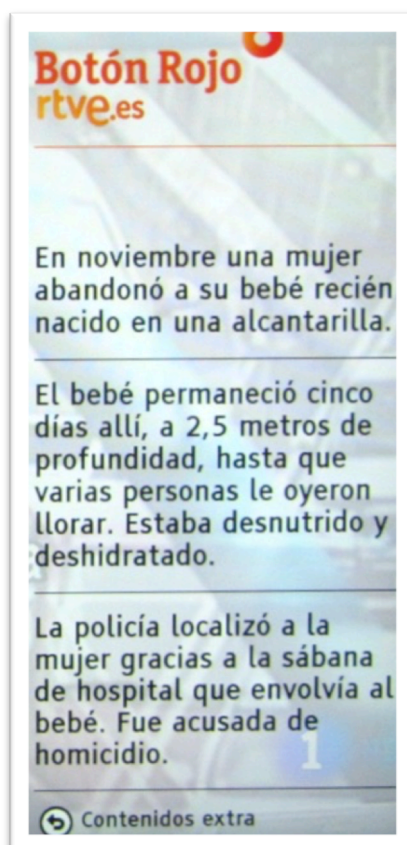 Botón Rojo
rtve.es
En noviembre una mujer
abandonó a su bebé recién
nacido en una alcantarilla.
El bebé permaneció cinco
días allí, a 2,5 metros de
profundidad, hasta que
varias personas le oyeron
llorar. Estaba desnutrido y
deshidratado.
La policía localizó a la
mujer gracias a la sábana
de hospital que envolvía al
bebé. Fue acusada de
homicidio.
1
Contenidos extra